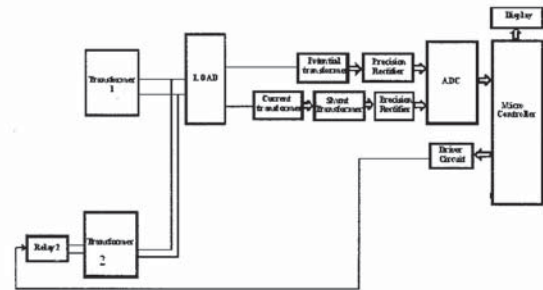 Display
Transformer
1
LOAD
Potential
transformer
Precision
Rectifier
ADC
Micro-
Controller
Current
transformer
Shunt
Transformer
Precision
Rectifier
Driver
Circuit
Relay 2
Transformer
2